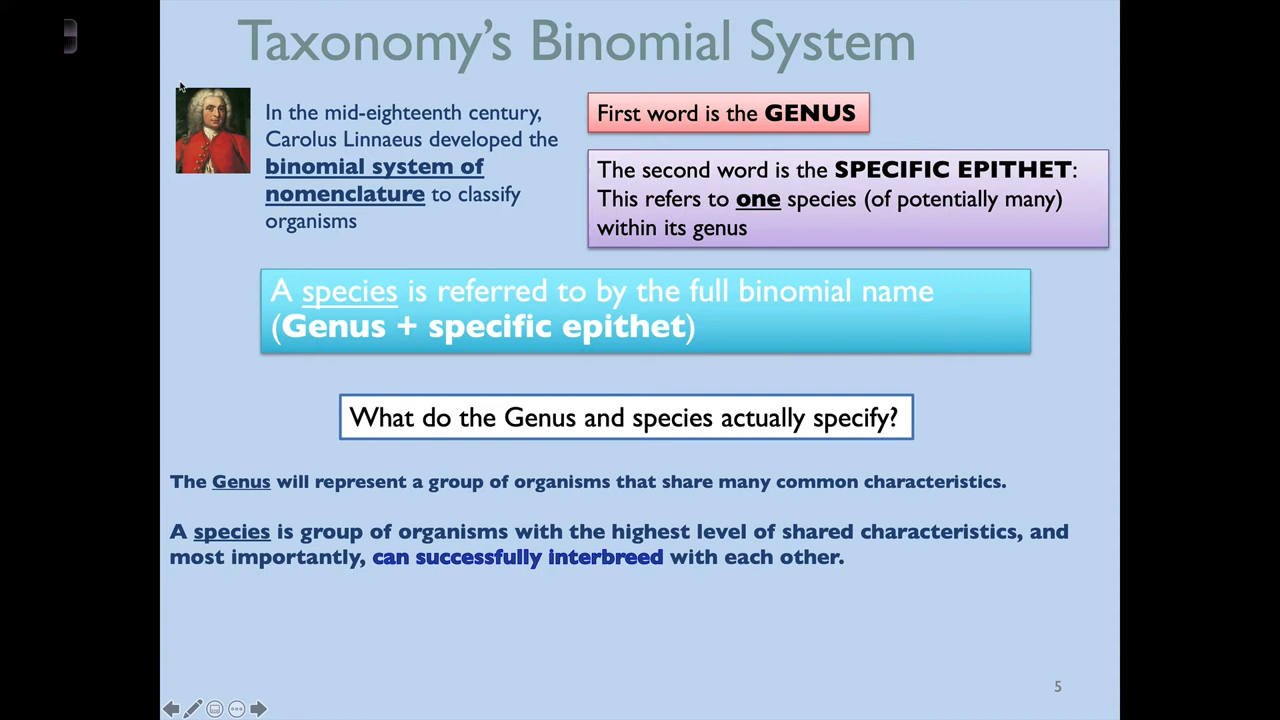 Taxonomy's Binomial System
In the mid-eighteenth century,
Carolus Linnaeus developed the
binomial system of
nomenclature to classify
organisms
First word is the GENUS
The second word is the SPECIFIC EPITHET:
This refers to one species (of potentially many)
within its genus
A species is referred to by the full binomial name
(Genus + specific epithet)
What do the Genus and species actually specify?
The Genus will represent a group of organisms that share many common characteristics.
A species is group of organisms with the highest level of shared characteristics, and
most importantly, can successfully interbreed with each other.
5